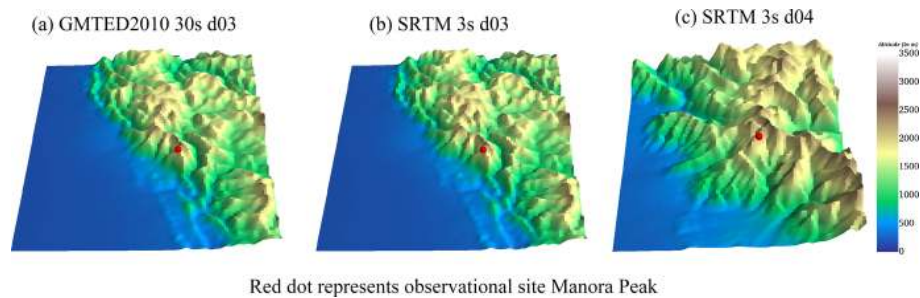 (a) GMTED2010 30s d03
(b) SRTM 3s d03
(c) SRTM 3s d04
3500
3000
2500
2000
1500
1000
500
0
Red dot represents observational site Manora Peak